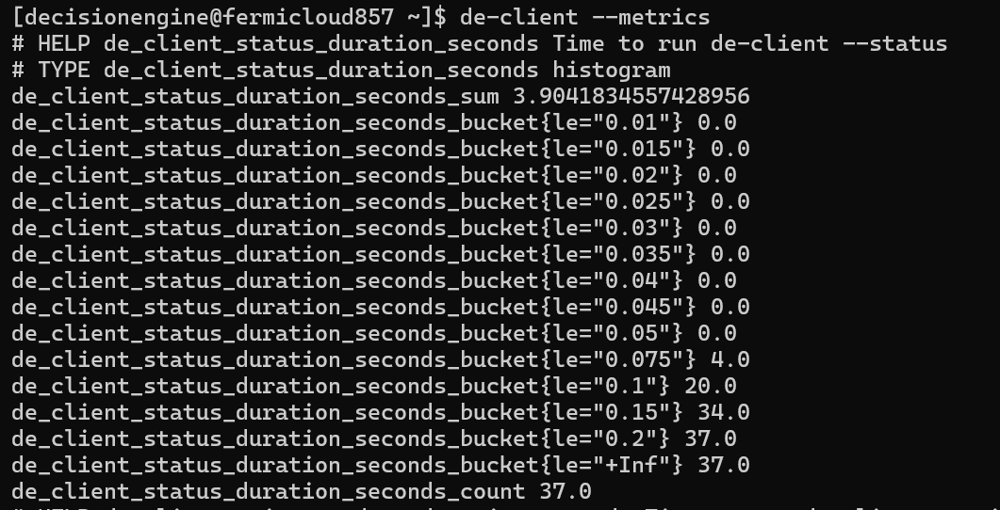 [decisionengine@fermicloud857 ~]$ de-client --metrics
# HELP de_client_status_duration_seconds Time to run de-client --status
# TYPE de_client_status_duration_seconds histogram
de_client_status_duration_seconds_sum 3.9041834557428956
de_client_status_duration_seconds_bucket{le="0.01"} 0.0
de_client_status_duration_seconds_bucket{le="0.015"} 0.0
de_client_status_duration_seconds_bucket{le="0.02"} 0.0
de_client_status_duration_seconds_bucket{le="0.025"} 0.0
de_client_status_duration_seconds_bucket{le="0.03"} 0.0
de_client_status_duration_seconds_bucket{le="0.035"} 0.0
de_client_status_duration_seconds_bucket{le="0.04"} 0.0
de_client_status_duration_seconds_bucket{le="0.045"} 0.0
de_client_status_duration_seconds_bucket{le="0.05"} 0.0
de_client_status_duration_seconds_bucket{le="0.075"} 4.0
de_client_status_duration_seconds_bucket{le="0.1"} 20.0
de_client_status_duration_seconds_bucket{le="0.15"} 34.0
de_client_status_duration_seconds_bucket{le="0.2"} 37.0
de_client_status_duration_seconds_bucket{le="+Inf"} 37.0
de_client_status_duration_seconds_count 37.0